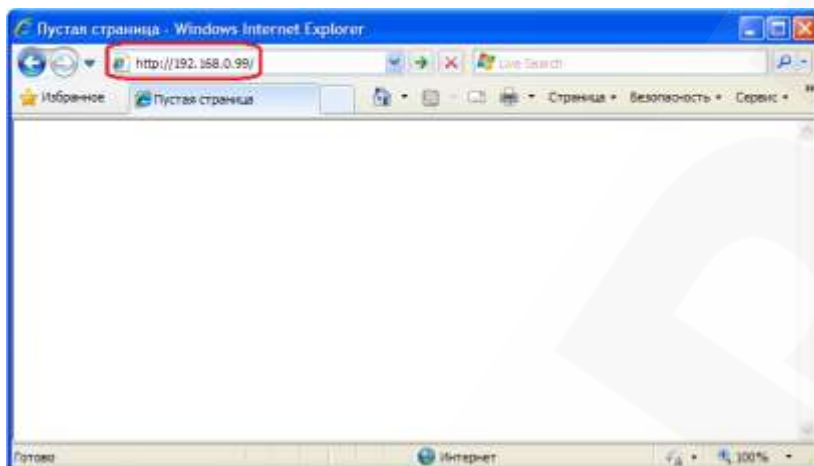 Пустая страница - Windows Internet Explorer
http://192.168.0.99/
Live Search
Избранное Пустая страница Страница Безопасность Сервис »
Готово Интернет 100%